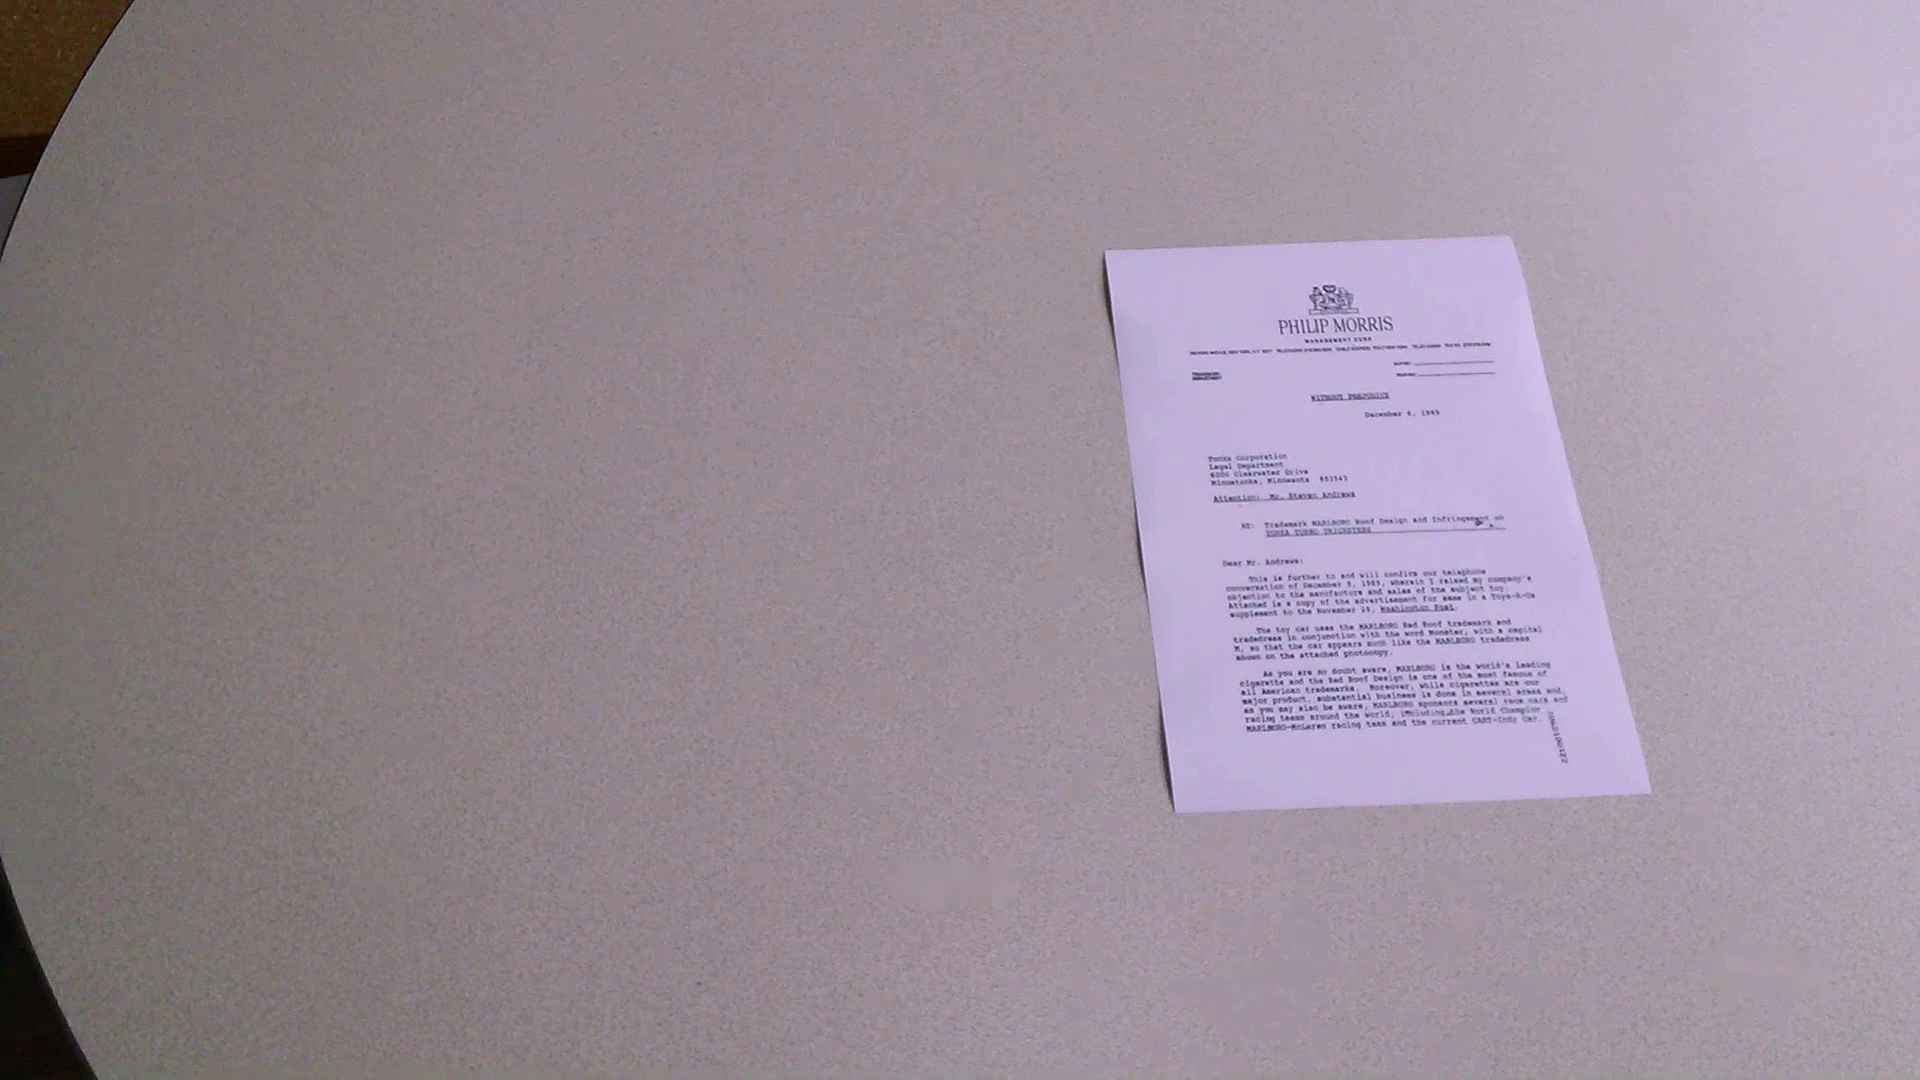 PHILIP MORRIS
MANAGEMENT CORP.
TRADEMARK
DEPARTMENT
WITHOUT PREJUDICE
December 6, 1985
Tonka Corporation
Legal Department
6000 Clearwater Drive
Minnetonka, Minnesota 553543
Attention: Mr. Steven Andrews
RE: Trademark MARLBORO Roof Design and Infringement on
TONKA TURBO TRICKSTERS
Dear Mr. Andrews:
This is further to and will confirm our telephone
conversation of December 5, 1985, wherein I raised my company's
objection to the manufacture and sales of the subject toy.
Attached is a copy of the advertisement for same in a Toys-R-Us
supplement to the November 25, Washington Post.
The toy car uses the MARLBORO Red Roof trademark and
tradedress in conjunction with the word Monster, with a capital
M, so that the car appears much like the MARLBORO tradedress
shown on the attached photocopy.
As you are no doubt aware, MARLBORO is the world's leading
cigarette and the Red Roof Design is one of the most famous of
all American trademarks. Moreover, while cigarettes are our
major product, substantial business is done in several areas and,
as you may also be aware, MARLBORO sponsors several race cars and
racing teams around the world, including the World Champion
MARLBORO-McLaren racing team and the current CART-Indy Car.